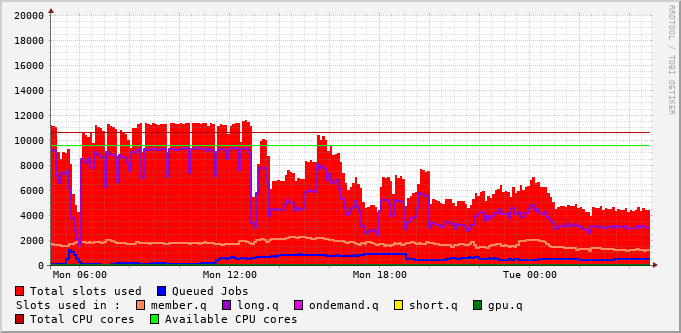 RRDTOOL / TOBI OETIKER
20000
18000
16000
14000
12000
10000
8000
6000
4000
2000
0
Mon 06:00 Mon 12:00 Mon 18:00 Tue 00:00
Total slots used Queued Jobs
Slots used in : member.q long.q ondemand.q short.q gpu.q
Total CPU cores Available CPU cores